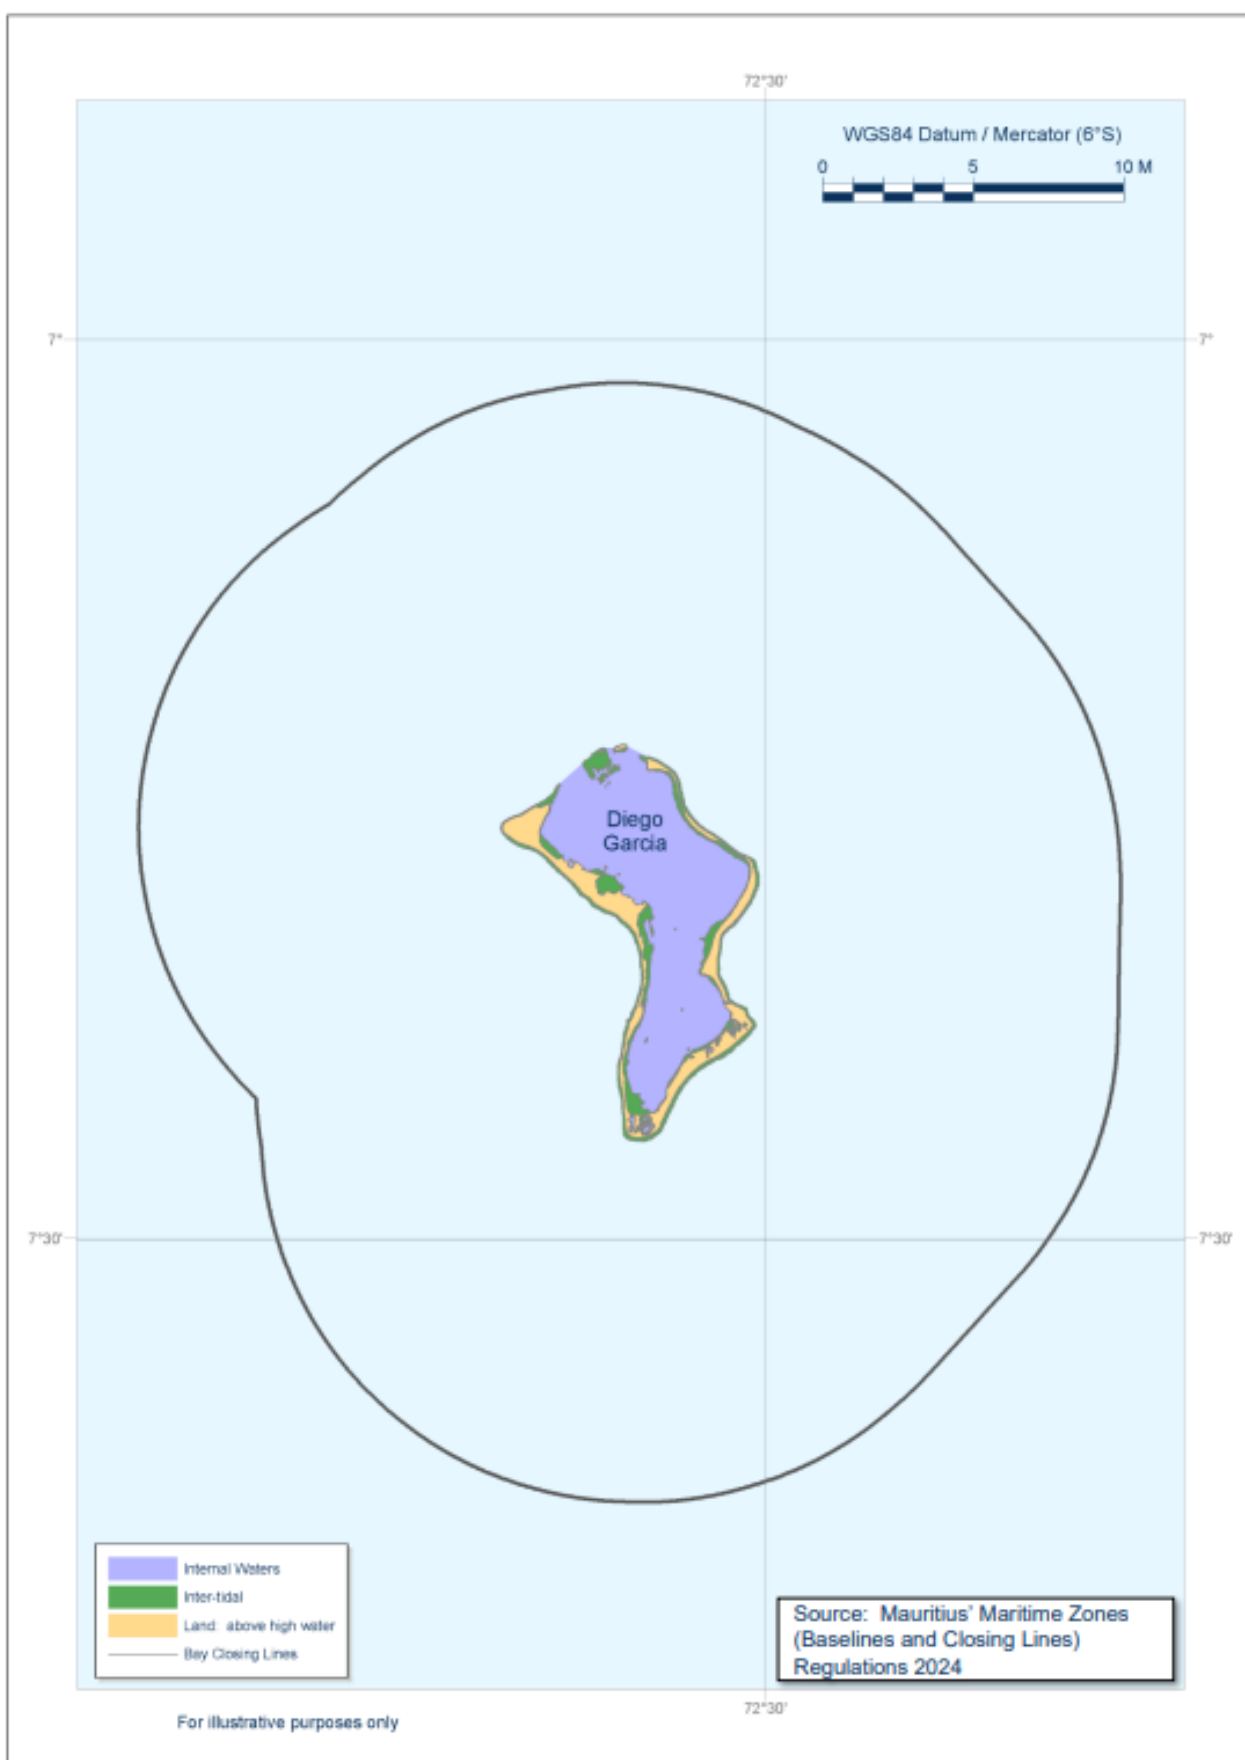 72°30'
WGS84 Datum / Mercator (6°S)
0 5 10 M
7° 7°
Diego
Garcia
7°30' 7°30'
Internal Waters
Inter-tidal
Land: above high water
Bay Closing Lines
Source: Mauritius' Maritime Zones
(Baselines and Closing Lines)
Regulations 2024
72°30'
For illustrative purposes only